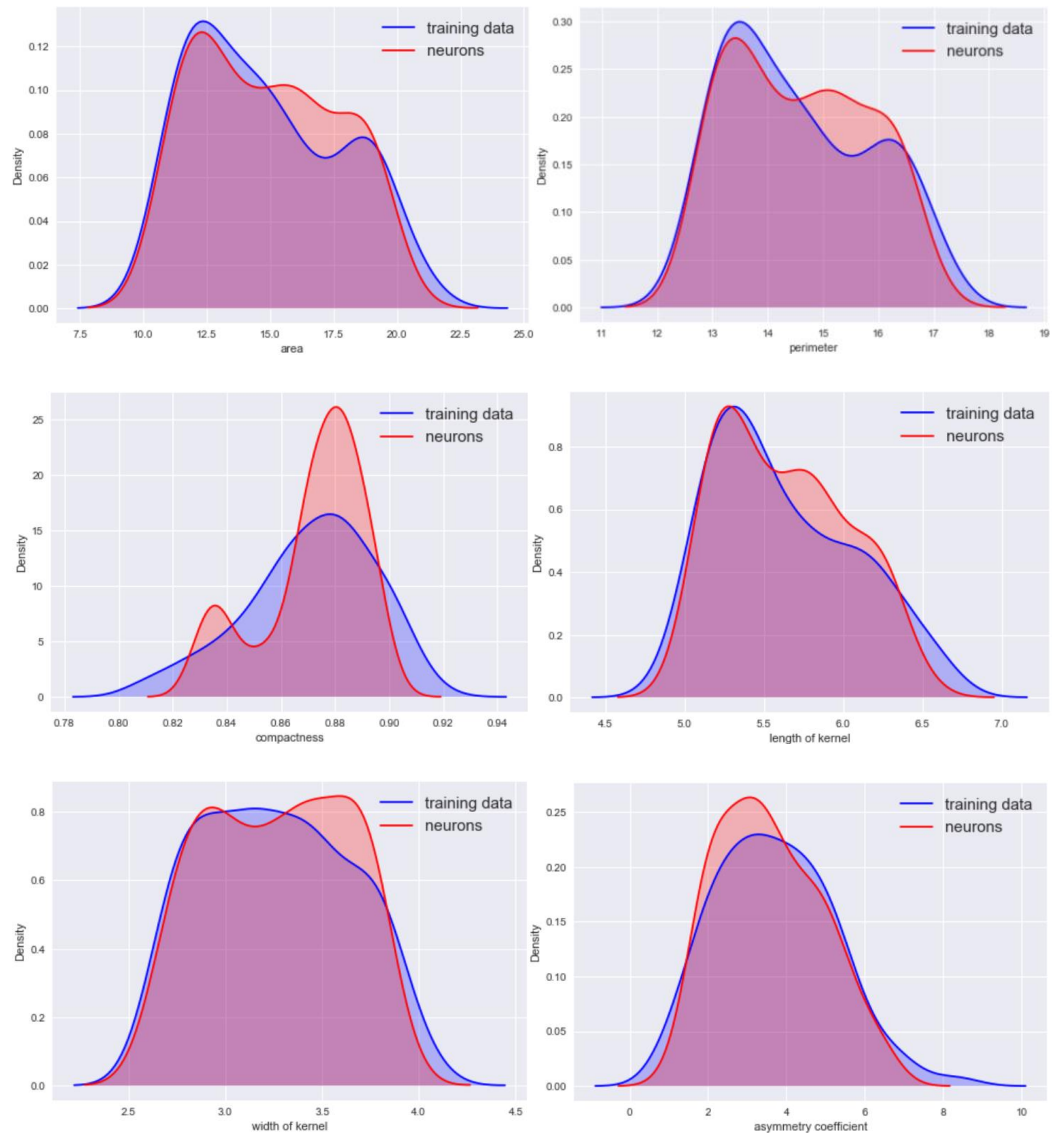 training data
neurons
Density
0.12
0.10
0.08
0.06
0.04
0.02
0.00
7.5 10.0 12.5 15.0 17.5 20.0 22.5 25.0
area
training data
neurons
Density
0.30
0.25
0.20
0.15
0.10
0.05
0.00
11 12 13 14 15 16 17 18 19
perimeter
training data
neurons
Density
25
20
15
10
5
0
0.78 0.80 0.82 0.84 0.86 0.88 0.90 0.92 0.94
compactness
training data
neurons
Density
0.8
0.6
0.4
0.2
0.0
4.5 5.0 5.5 6.0 6.5 7.0
length of kernel
training data
neurons
Density
0.8
0.6
0.4
0.2
0.0
2.5 3.0 3.5 4.0 4.5
width of kernel
training data
neurons
Density
0.25
0.20
0.15
0.10
0.05
0.00
0 2 4 6 8 10
asymmetry coefficient